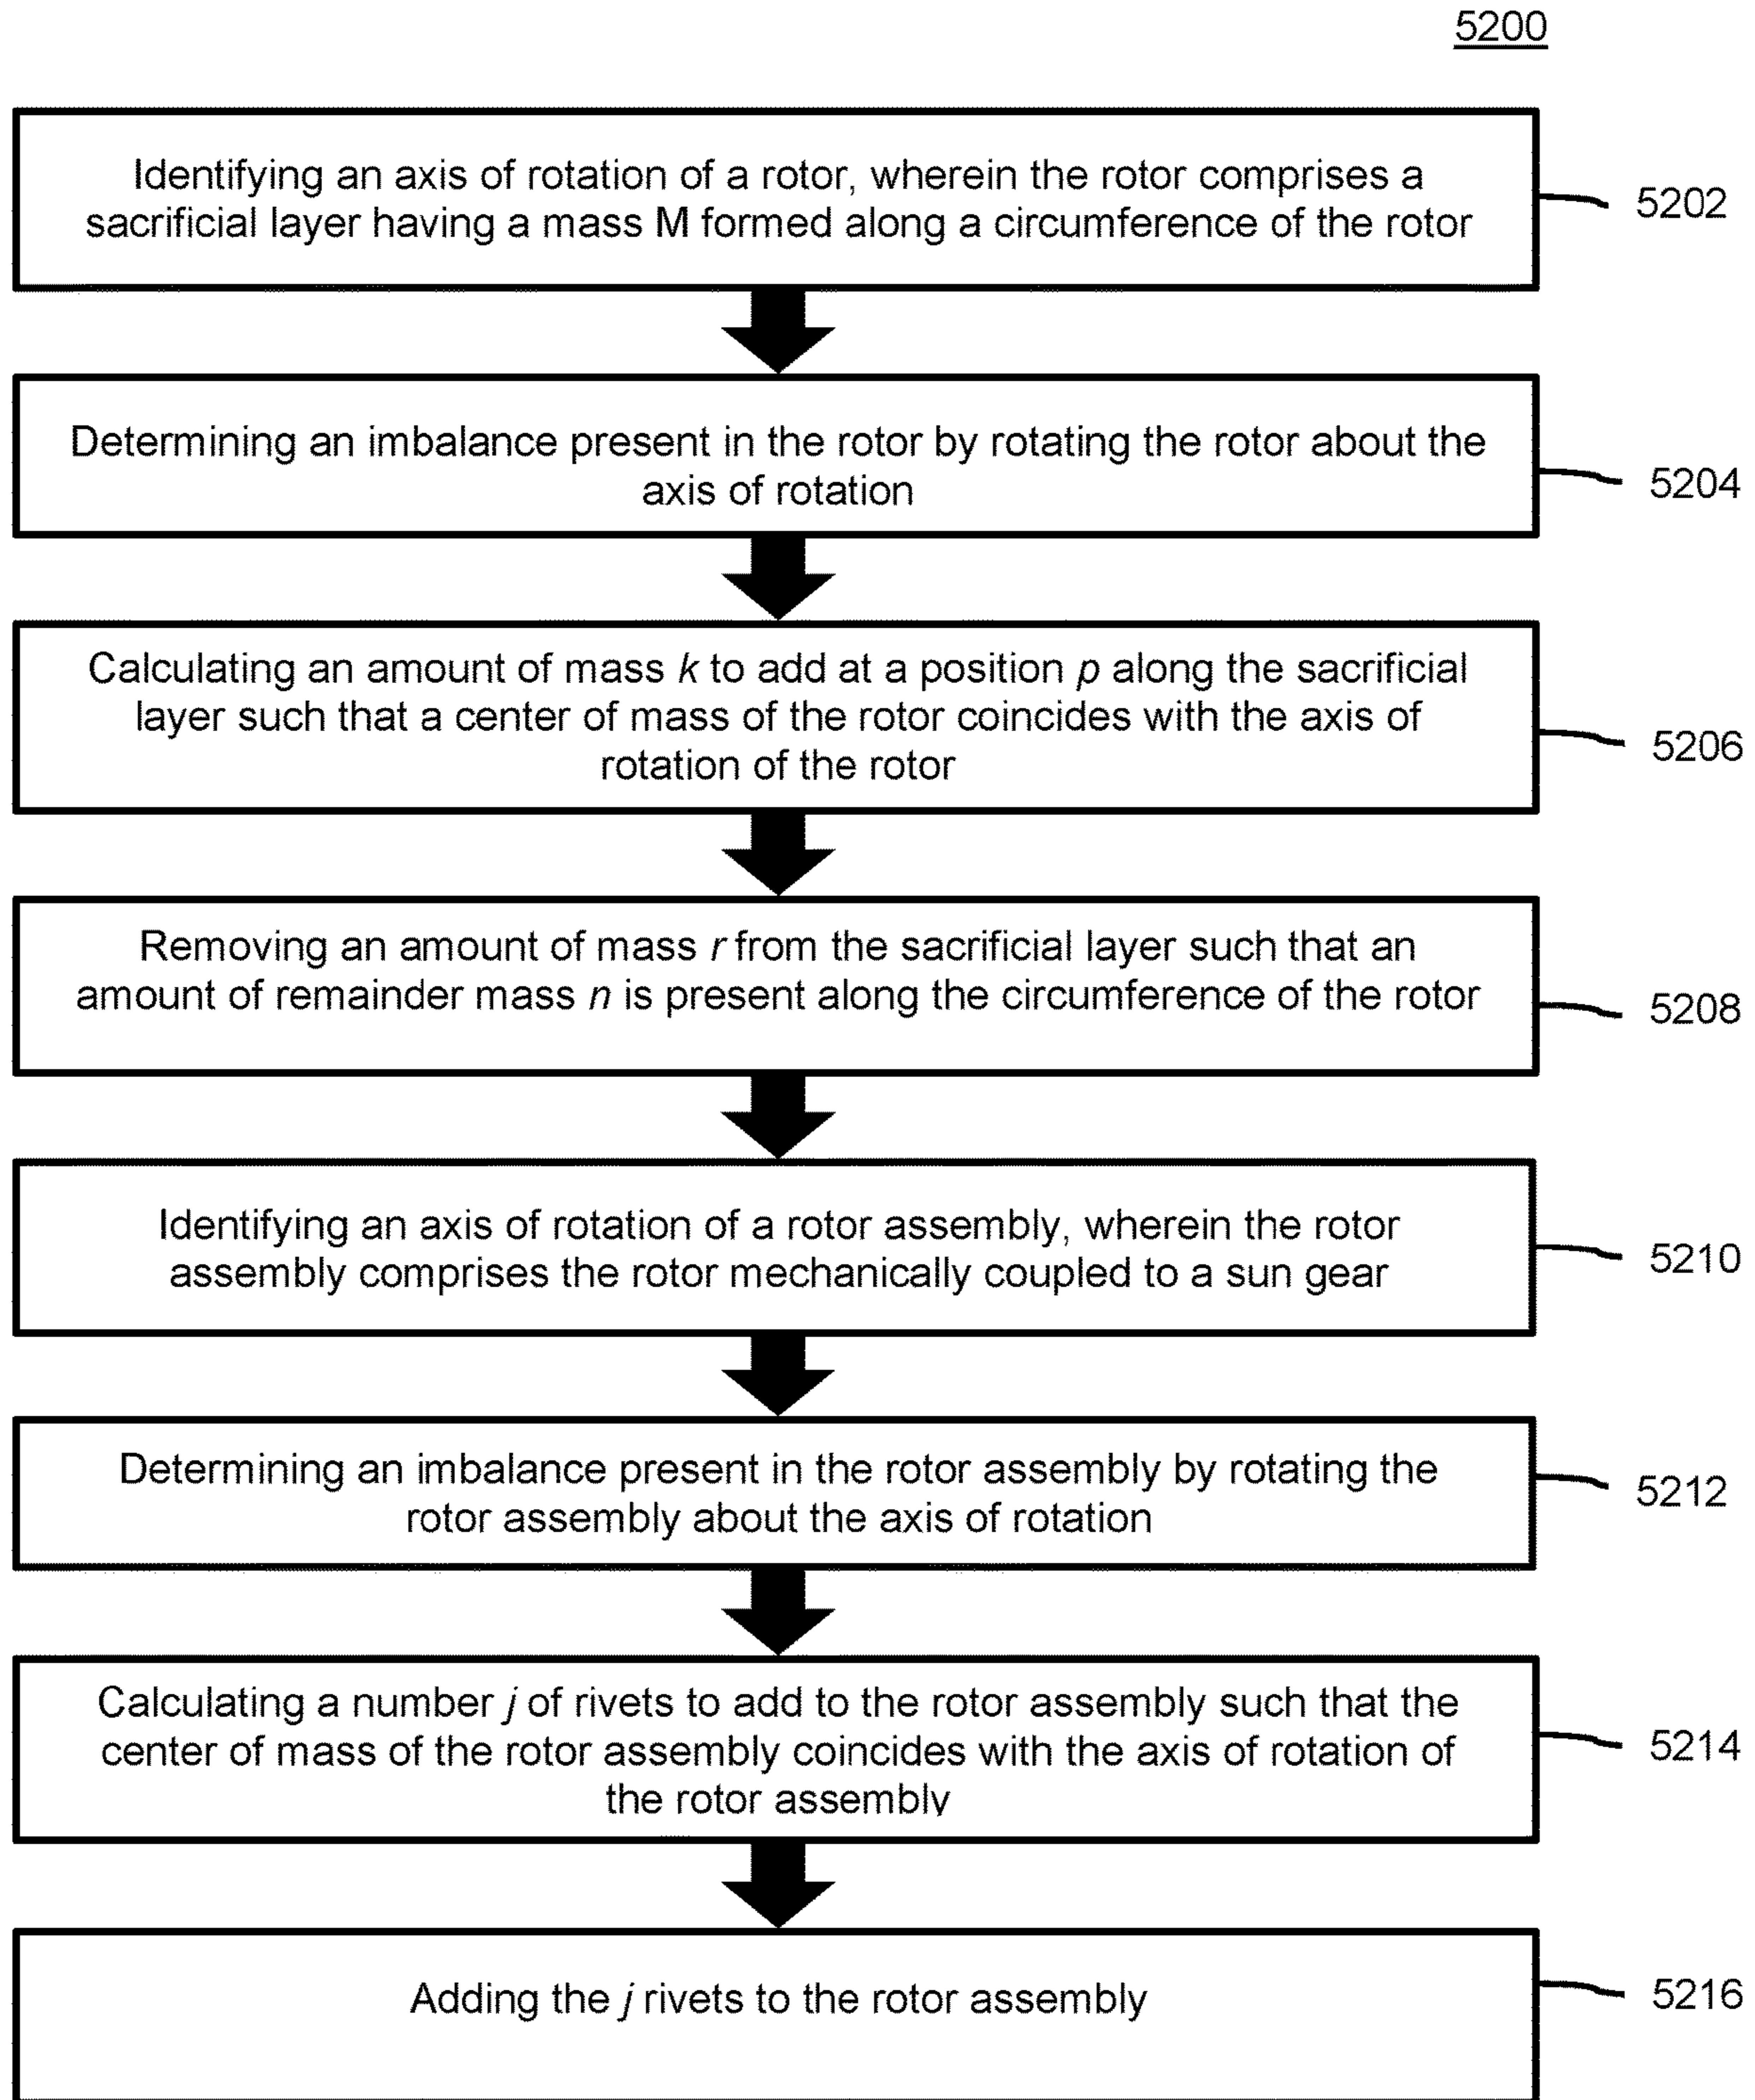 5200
Identifying an axis of rotation of a rotor, wherein the rotor comprises a
sacrificial layer having a mass M formed along a circumference of the rotor
5202
Determining an imbalance present in the rotor by rotating the rotor about the
axis of rotation
5204
Calculating an amount of mass k to add at a position p along the sacrificial
layer such that a center of mass of the rotor coincides with the axis of
rotation of the rotor
5206
Removing an amount of mass r from the sacrificial layer such that an
amount of remainder mass n is present along the circumference of the rotor
5208
Identifying an axis of rotation of a rotor assembly, wherein the rotor
assembly comprises the rotor mechanically coupled to a sun gear
5210
Determining an imbalance present in the rotor assembly by rotating the
rotor assembly about the axis of rotation
5212
Calculating a number j of rivets to add to the rotor assembly such that the
center of mass of the rotor assembly coincides with the axis of rotation of
the rotor assembly
5214
Adding the j rivets to the rotor assembly
5216